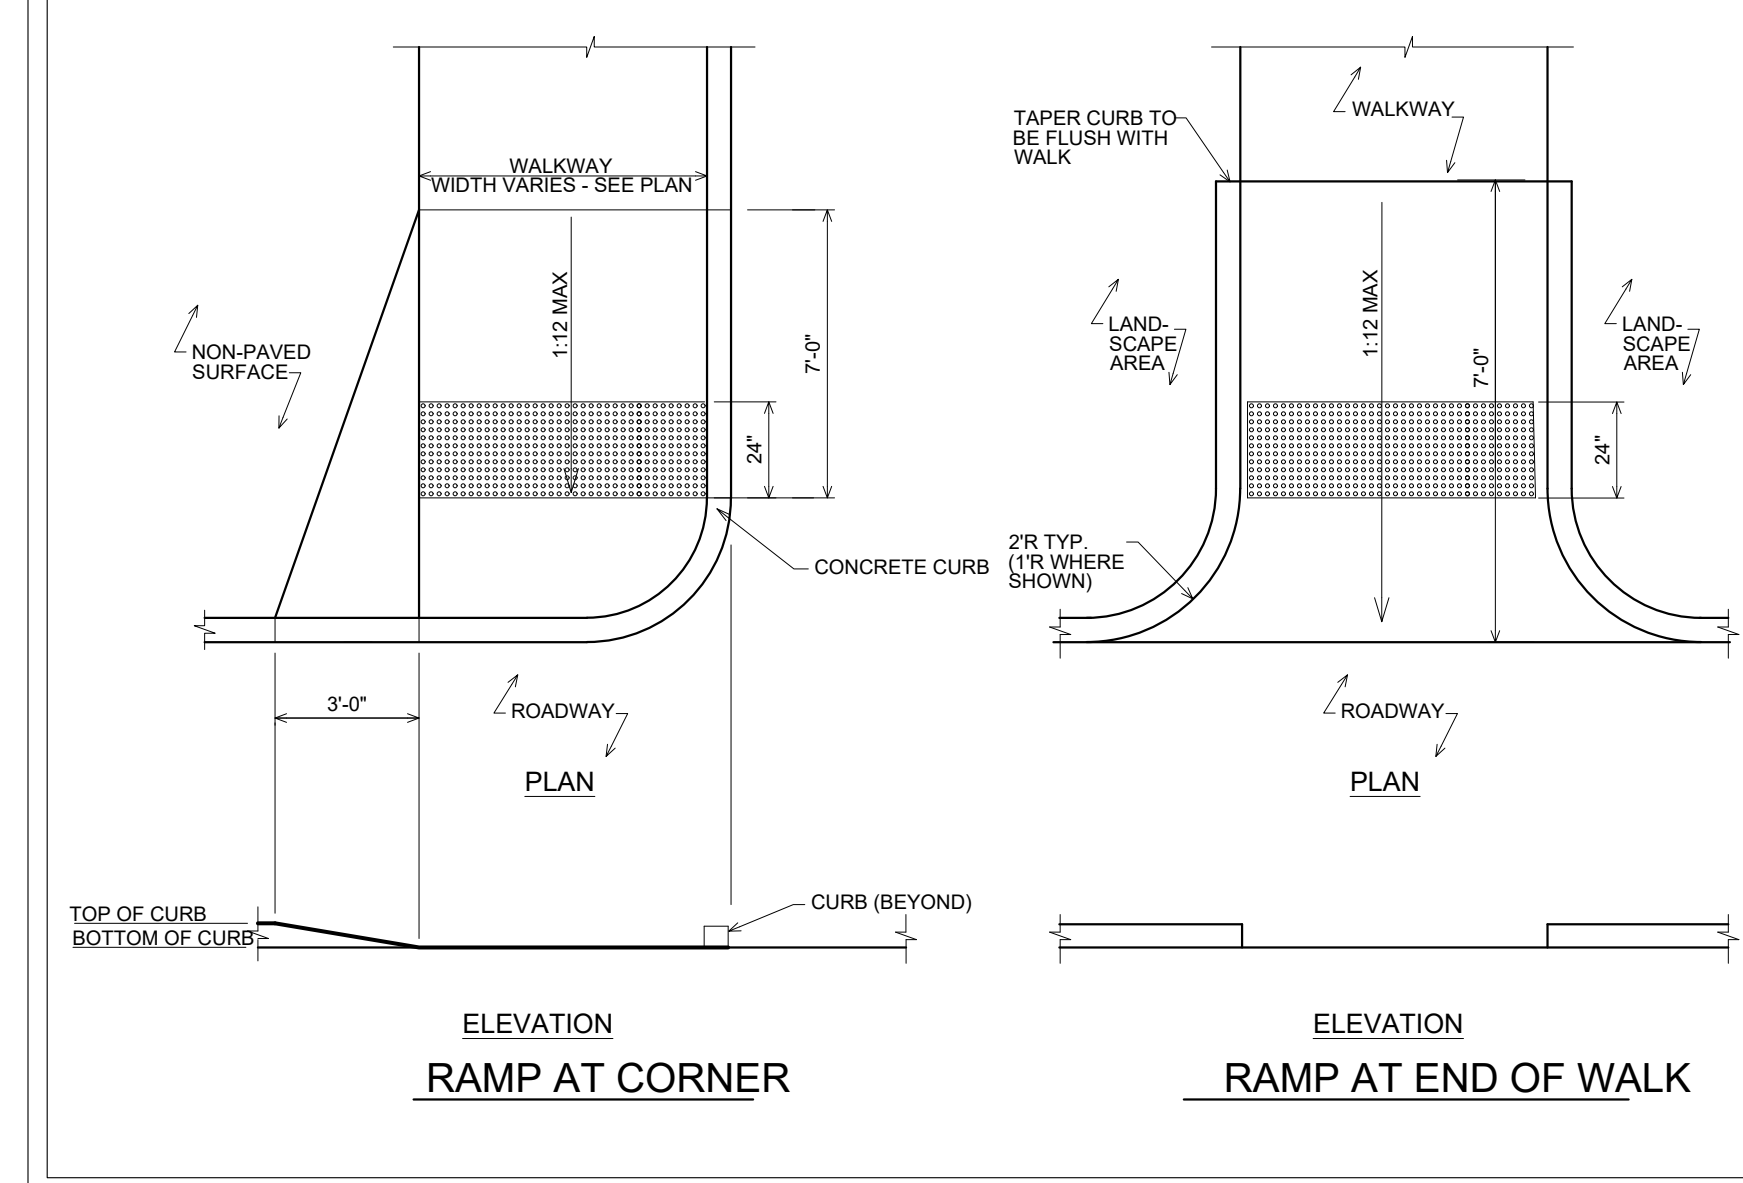 WALKWAY
WIDTH VARIES - SEE PLAN
1:12 MAX
7'-0"
NON-PAVED
SURFACE
24"
CONCRETE CURB
3'-0"
ROADWAY
PLAN
TOP OF CURB
BOTTOM OF CURB
CURB (BEYOND)
ELEVATION
RAMP AT CORNER
WALKWAY
TAPER CURB TO
BE FLUSH WITH
WALK
LAND-
SCAPE
AREA
1:12 MAX
7'-0"
LAND-
SCAPE
AREA
24"
2'R TYP.
(1'R WHERE
SHOWN)
ROADWAY
PLAN
ELEVATION
RAMP AT END OF WALK